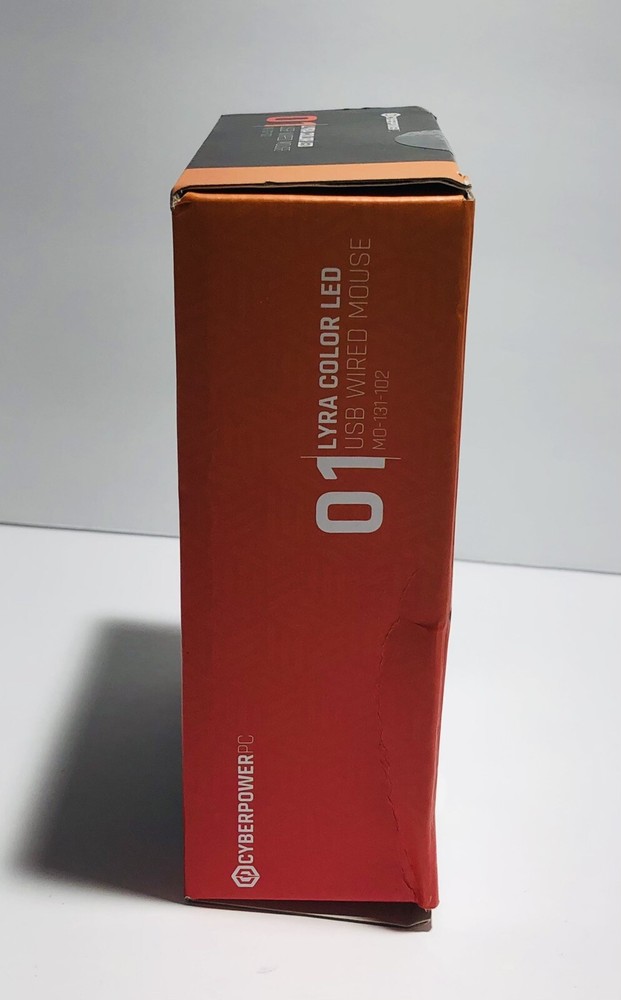 01
LYRA COLOR LED
USB WIRED MOUSE
MO-131-102
CYBERPOWERPC